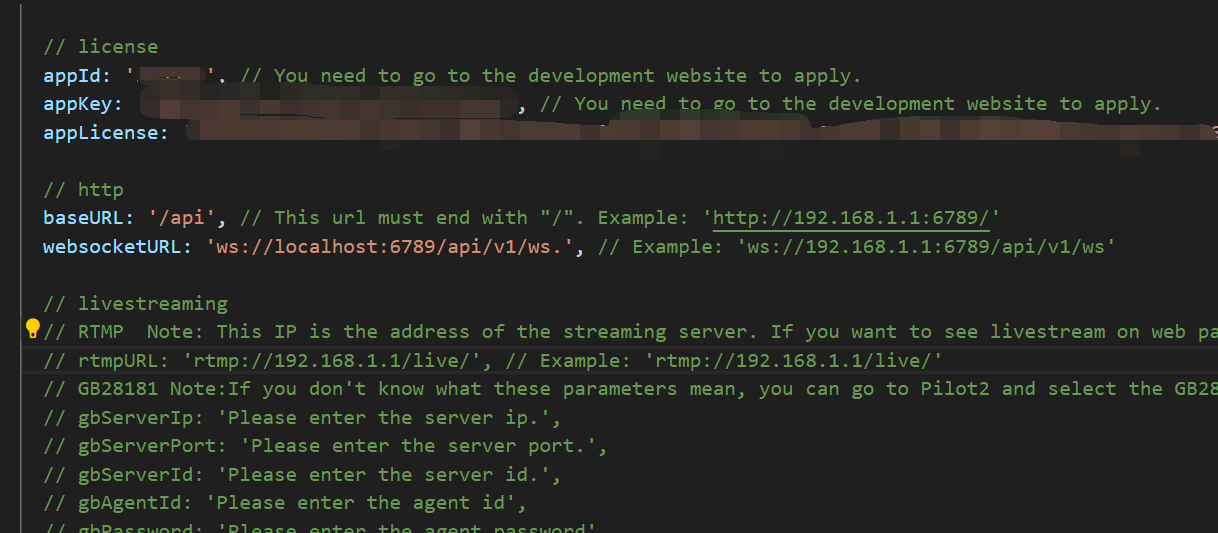 // license
appId: ' ', // You need to go to the development website to apply.
appKey: , // You need to go to the development website to apply.
appLicense:
// http
baseURL: '/api', // This url must end with "/". Example: 'http://192.168.1.1:6789/'
websocketURL: 'ws://localhost:6789/api/v1/ws.', // Example: 'ws://192.168.1.1:6789/api/v1/ws'
// livestreaming
// RTMP  Note: This IP is the address of the streaming server. If you want to see livestream on web pa
// rtmpURL: 'rtmp://192.168.1.1/live/', // Example: 'rtmp://192.168.1.1/live/'
// GB28181 Note:If you don't know what these parameters mean, you can go to Pilot2 and select the GB28
// gbServerIp: 'Please enter the server ip.',
// gbServerPort: 'Please enter the server port.',
// gbServerId: 'Please enter the server id.',
// gbAgentId: 'Please enter the agent id',
// gbPassword: 'Please enter the agent password'